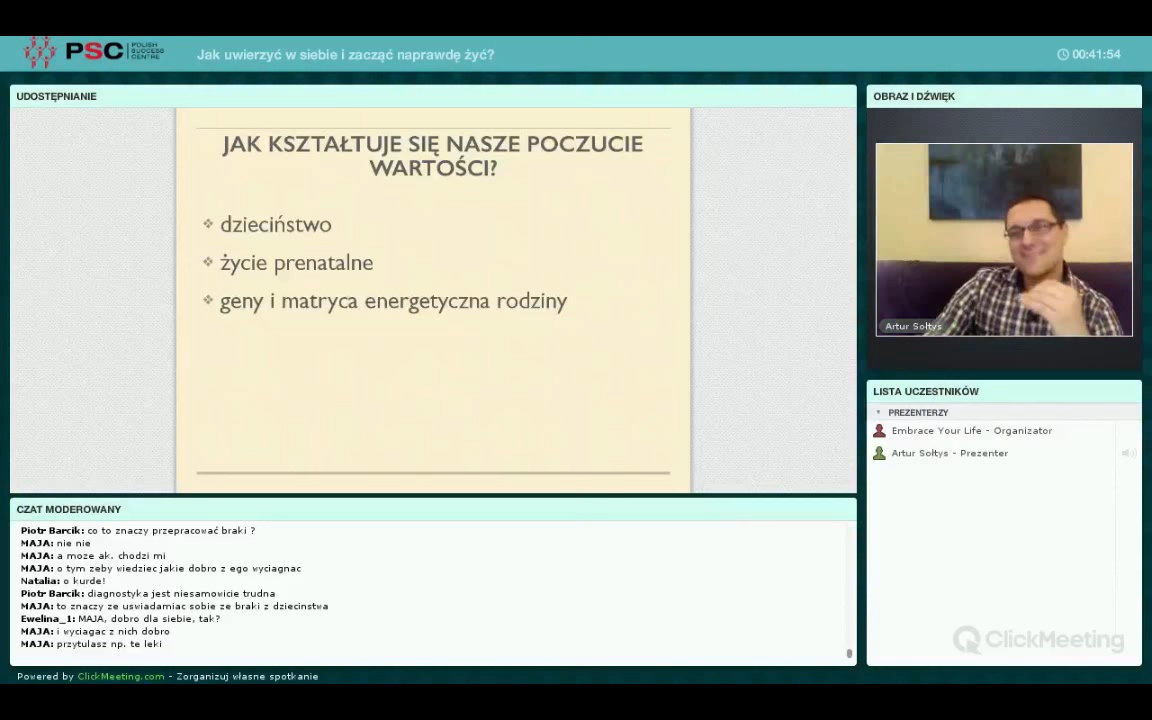 PSC
POLISH
SUCCESS
CENTRE
Jak uwierzyć w siebie i zacząć naprawdę żyć?
00:41:54
UDOSTĘPNIANIE
JAK KSZTAŁTUJE SIĘ NASZE POCZUCIE
WARTOŚCI?
dzieciństwo
życie prenatalne
geny i matryca energetyczna rodziny
OBRAZ I DŹWIĘK
Artur Sołtys
LISTA UCZESTNIKÓW
PREZENTERZY
Embrace Your Life - Organizator
Artur Sołtys - Prezenter
ClickMeeting
CZAT MODEROWANY
Piotr Barcik: co to znaczy przepracować braki ?
MAJA: nie nie
MAJA: a moze ak. chodzi mi
MAJA: o tym zeby wiedziec jakie dobro z ego wyciagnac
Natalia: o kurde!
Piotr Barcik: diagnostyka jest niesamowicie trudna
MAJA: to znaczy ze uswiadamiac sobie ze braki z dziecinstwa
Ewelina_1: MAJA, dobro dla siebie, tak?
MAJA: i wyciagac z nich dobro
MAJA: przytulasz np. te leki
Powered by ClickMeeting.com - Zorganizuj własne spotkanie